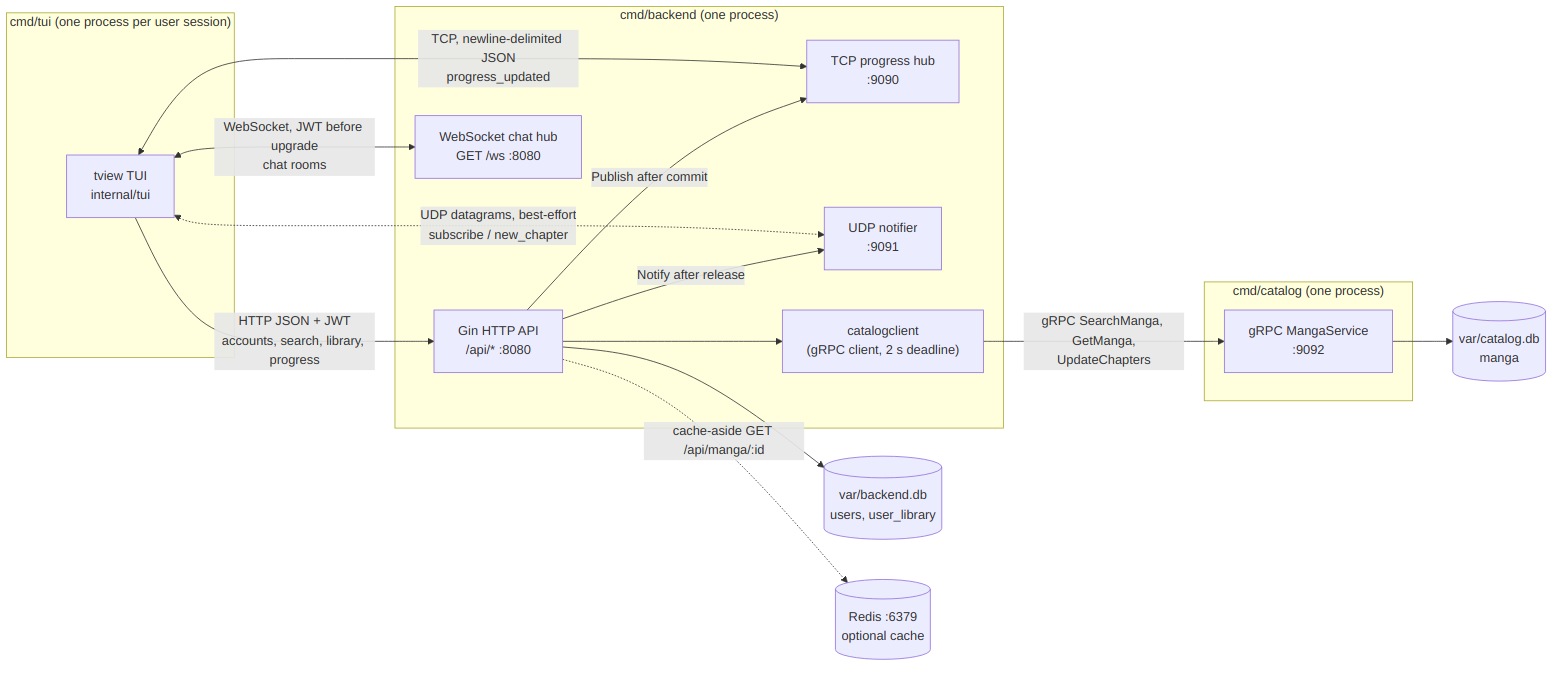 cmd/tui (one process per user session)
cmd/backend (one process)
TCP, newline-delimited
JSON
progress_updated
TCP progress hub
:9090
WebSocket, JWT before
upgrade
chat rooms
WebSocket chat hub
GET /ws :8080
tview TUI
internal/tui
Publish after commit
UDP datagrams, best-effort
subscribe / new_chapter
UDP notifier
:9091
Notify after release
cmd/catalog (one process)
HTTP JSON + JWT
accounts, search, library,
progress
Gin HTTP API
/api/* :8080
catalogclient
(gRPC client, 2 s deadline)
gRPC SearchManga,
GetManga,
UpdateChapters
gRPC MangaService
:9092
var/catalog.db
manga
cache-aside GET
/api/manga/:id
var/backend.db
users, user_library
Redis :6379
optional cache